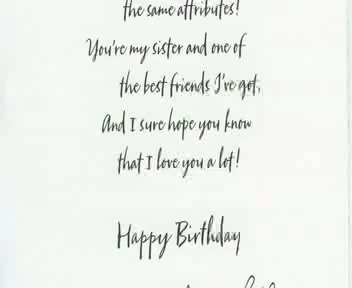 the same attributes!
You're my sister and one of
the best friends I've got,
And I sure hope you know
that I love you a lot!
Happy Birthday